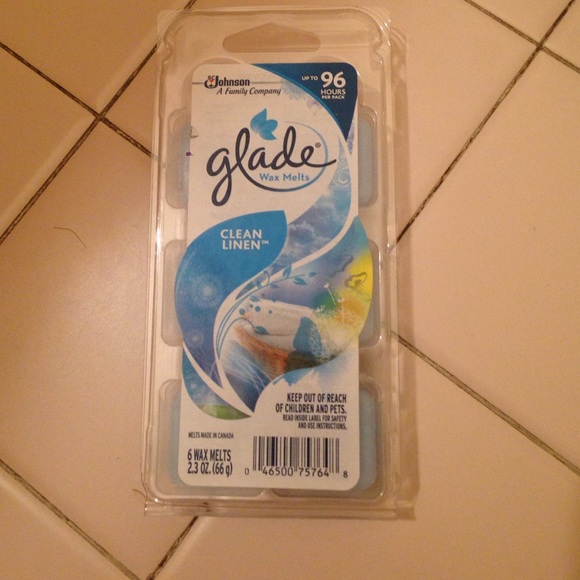 SC Johnson
A Family Company
UP TO 96
HOURS
PER PACK
glade®
Wax Melts
CLEAN
LINEN™
KEEP OUT OF REACH
OF CHILDREN AND PETS.
READ INSIDE LABEL FOR SAFETY
AND USE INSTRUCTIONS.
MELTS MADE IN CANADA
6 WAX MELTS
2.3 OZ. (66 g)
0 46500 75764 8